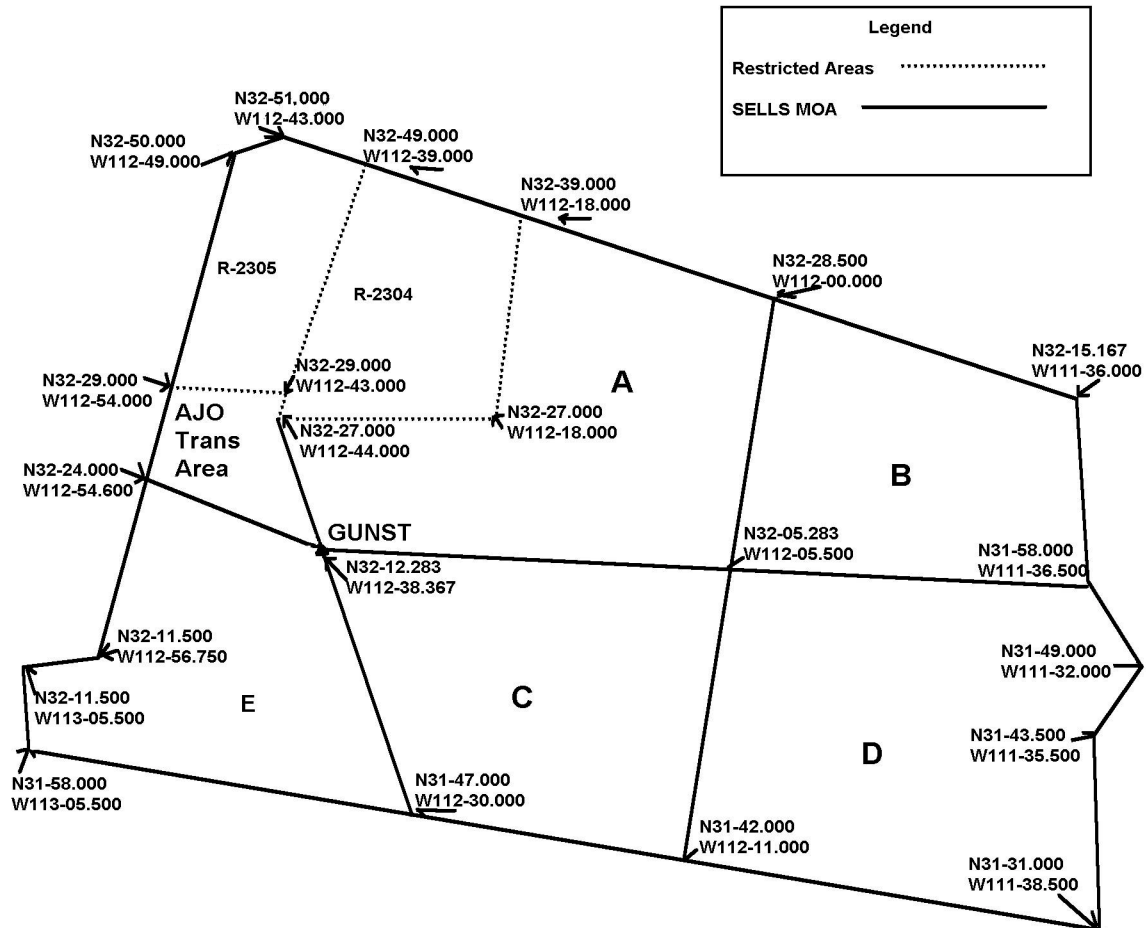 Legend
Restricted Areas
SELLS MOA
N32-51.000
W112-43.000
N32-50.000
W112-49.000
N32-49.000
W112-39.000
N32-39.000
W112-18.000
R-2305
R-2304
N32-28.500
W112-00.000
N32-15.167
W111-36.000
N32-29.000
W112-54.000
N32-29.000
W112-43.000
A
AJO
Trans
Area
N32-27.000
W112-44.000
N32-27.000
W112-18.000
N32-24.000
W112-54.600
B
GUNST
N32-12.283
W112-38.367
N32-05.283
W112-05.500
N31-58.000
W111-36.500
N32-11.500
W112-56.750
N31-49.000
W111-32.000
N32-11.500
W113-05.500
E
C
N31-43.500
W111-35.500
D
N31-58.000
W113-05.500
N31-47.000
W112-30.000
N31-42.000
W112-11.000
N31-31.000
W111-38.500